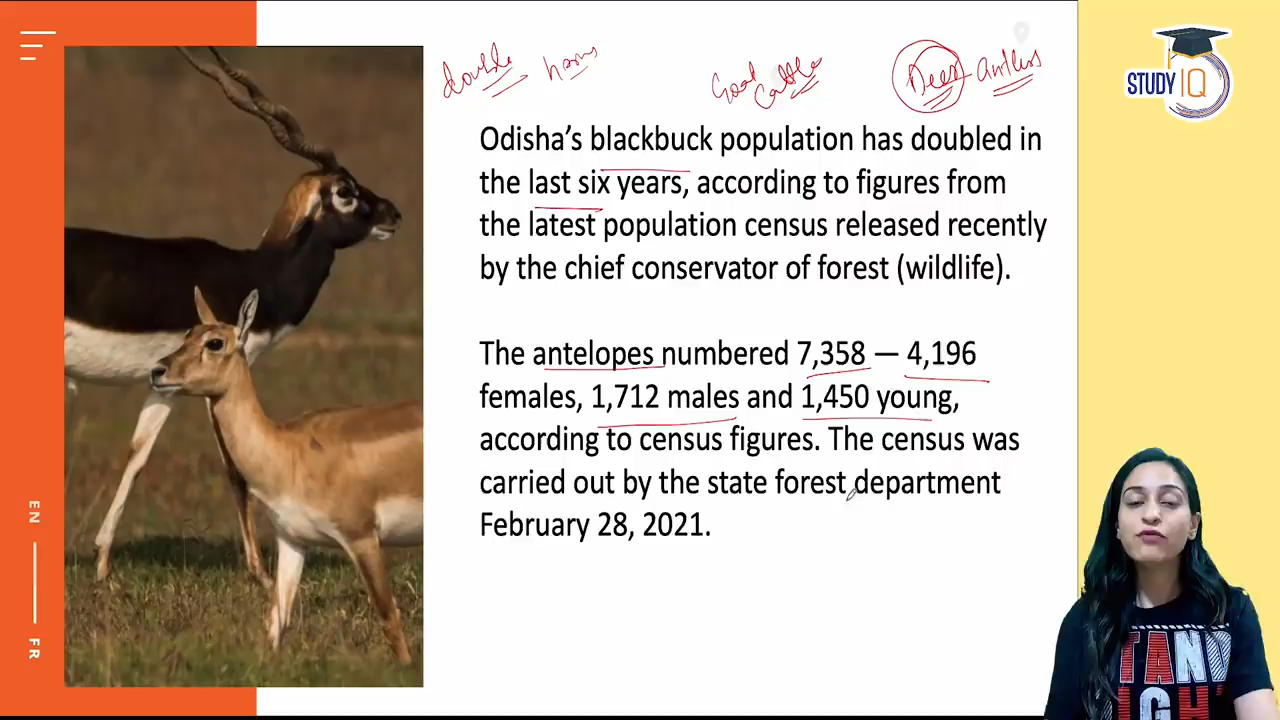 double horns
Goat
Cattle
Deer antlers
STUDY IQ
Odisha's blackbuck population has doubled in
the last six years, according to figures from
the latest population census released recently
by the chief conservator of forest (wildlife).
The antelopes numbered 7,358 — 4,196
females, 1,712 males and 1,450 young,
according to census figures. The census was
carried out by the state forest department
February 28, 2021.
EN
FR